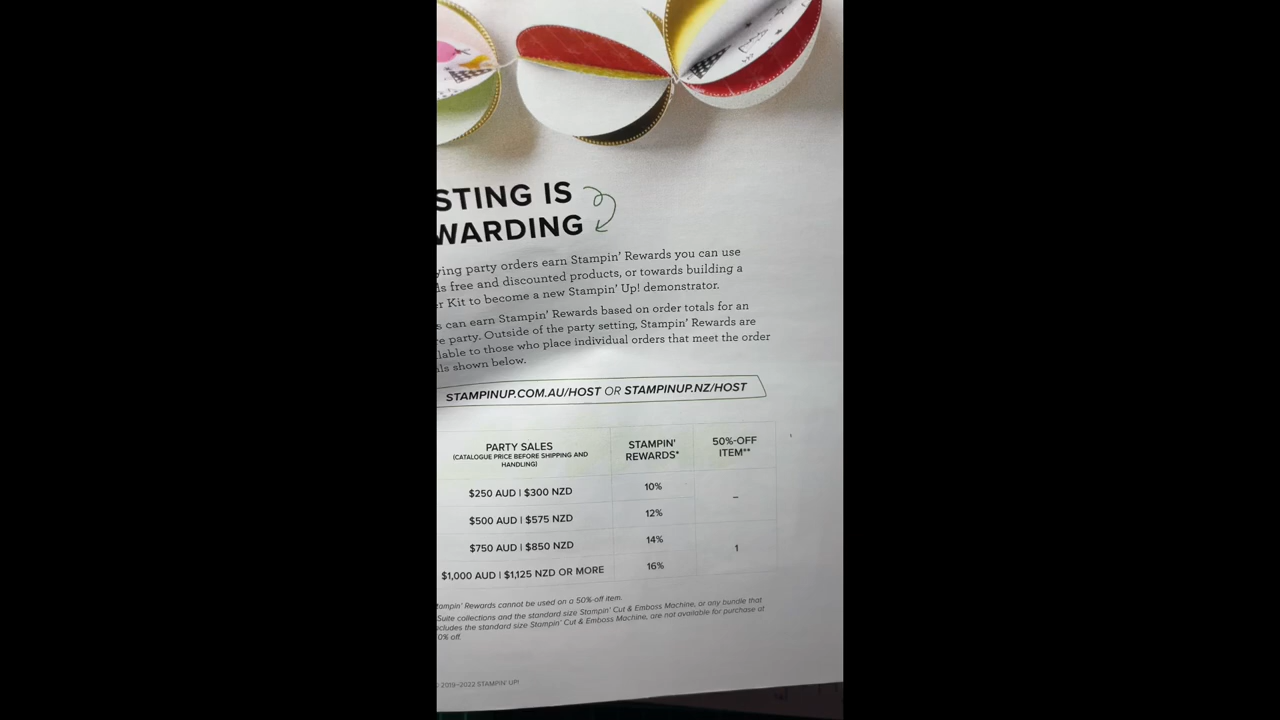 STING IS
WARDING
ying party orders earn Stampin' Rewards you can use
ds free and discounted products, or towards building a
er Kit to become a new Stampin' Up! demonstrator.
s can earn Stampin' Rewards based on order totals for an
re party. Outside of the party setting, Stampin' Rewards are
ilable to those who place individual orders that meet the order
als shown below.
STAMPINUP.COM.AU/HOST OR STAMPINUP.NZ/HOST
PARTY SALES
(CATALOGUE PRICE BEFORE SHIPPING AND
HANDLING)
STAMPIN'
REWARDS*
50%-OFF
ITEM**
$250 AUD | $300 NZD
10%
–
$500 AUD | $575 NZD
12%
$750 AUD | $850 NZD
14%
1
$1,000 AUD | $1,125 NZD OR MORE
16%
tampin' Rewards cannot be used on a 50%-off item.
Suite collections and the standard size Stampin' Cut & Emboss Machine, or any bundle that
cludes the standard size Stampin' Cut & Emboss Machine, are not available for purchase at
0% off.
© 2019–2022 STAMPIN' UP!